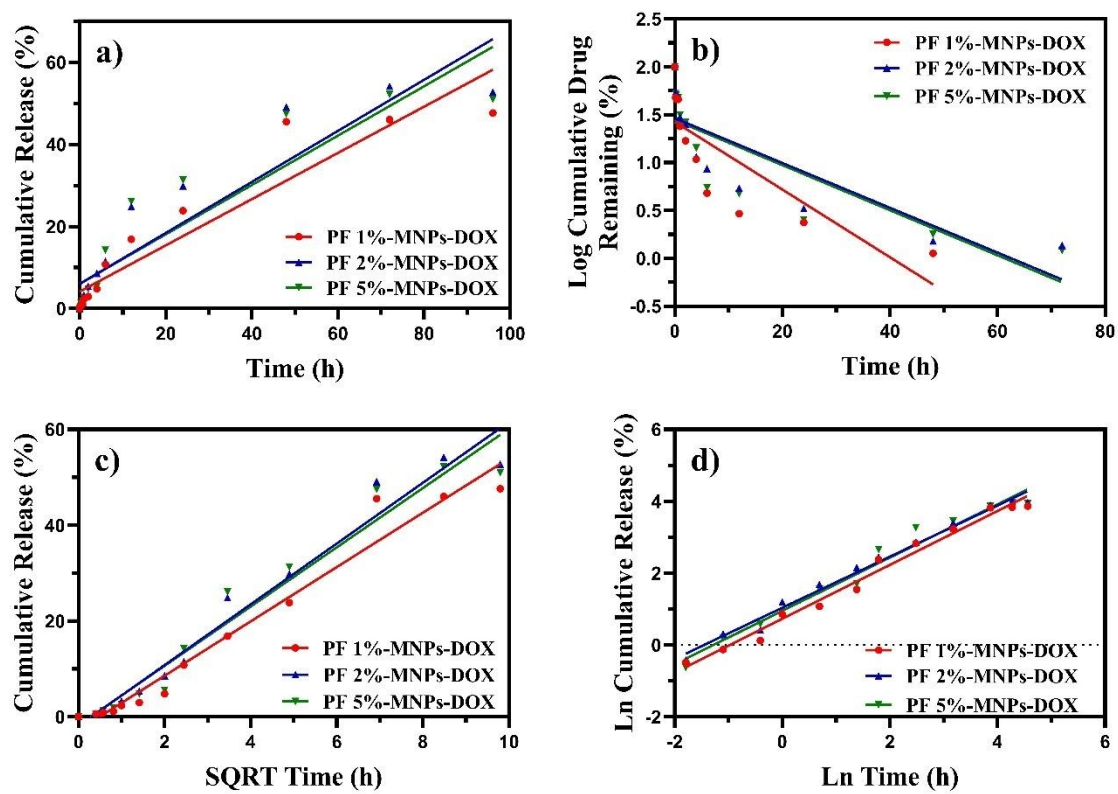 a)
Cumulative Release (%)
60
40
20
0
PF 1%-MNPs-DOX
PF 2%-MNPs-DOX
PF 5%-MNPs-DOX
0 20 40 60 80 100
Time (h)
b)
Log Cumulative Drug
Remaining (%)
2.5
2.0
1.5
1.0
0.5
0.0
-0.5
PF 1%-MNPs-DOX
PF 2%-MNPs-DOX
PF 5%-MNPs-DOX
0 20 40 60 80
Time (h)
c)
Cumulative Release (%)
60
40
20
0
PF 1%-MNPs-DOX
PF 2%-MNPs-DOX
PF 5%-MNPs-DOX
0 2 4 6 8 10
SQRT Time (h)
d)
Ln Cumulative Release (%)
6
4
2
0
-2
PF 1%-MNPs-DOX
PF 2%-MNPs-DOX
PF 5%-MNPs-DOX
-2 0 2 4 6
Ln Time (h)